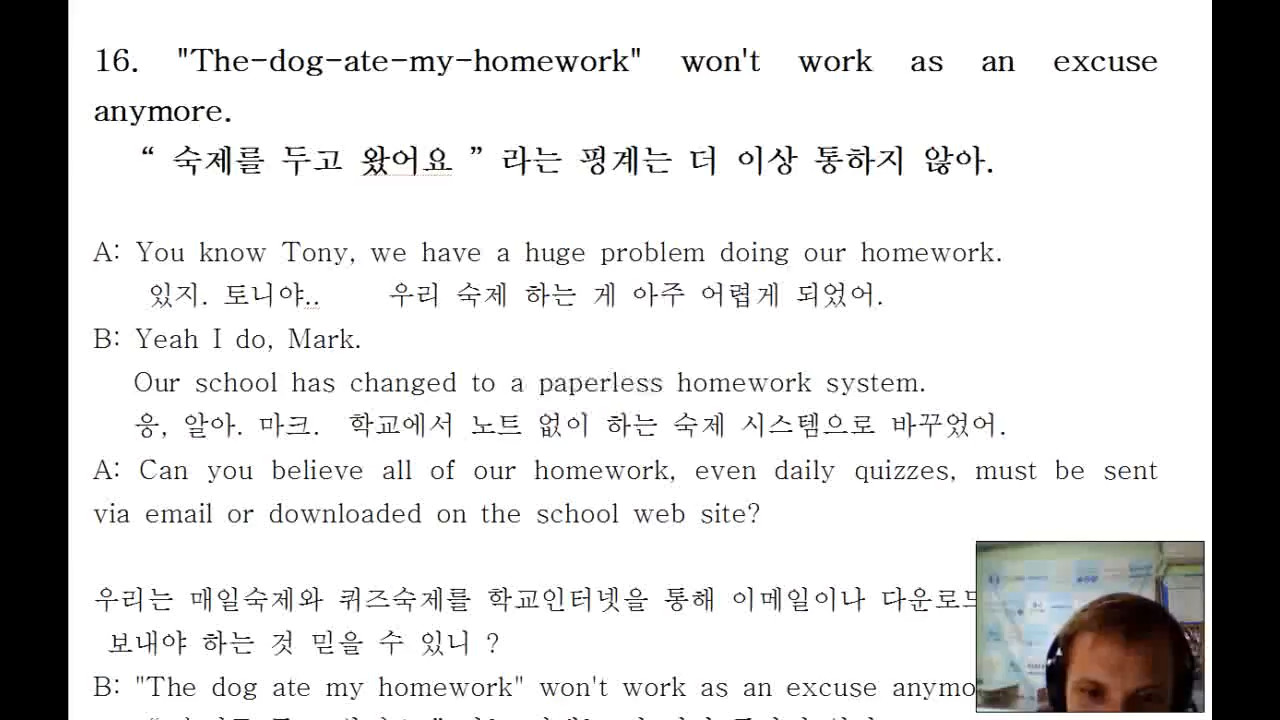 16. "The-dog-ate-my-homework" won't work as an excuse
anymore.
“ 숙제를 두고 왔어요 ” 라는 핑계는 더 이상 통하지 않아.
A: You know Tony, we have a huge problem doing our homework.
있지. 토니야.. 우리 숙제 하는 게 아주 어렵게 되었어.
B: Yeah I do, Mark.
Our school has changed to a paperless homework system.
응, 알아. 마크. 학교에서 노트 없이 하는 숙제 시스템으로 바꾸었어.
A: Can you believe all of our homework, even daily quizzes, must be sent
via email or downloaded on the school web site?
우리는 매일숙제와 퀴즈숙제를 학교인터넷을 통해 이메일이나
보내야 하는 것 믿을 수 있니 ?
B: "The dog ate my homework" won't work as an excuse